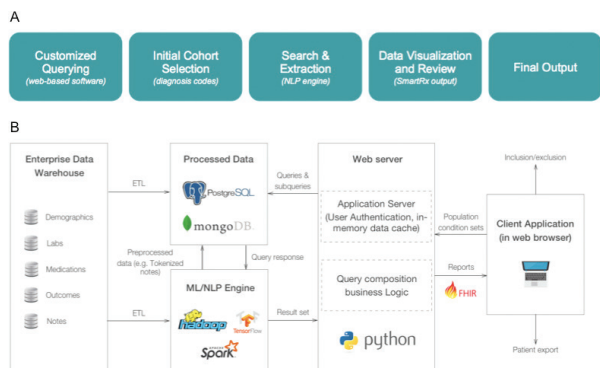 A
Customized
Querying
(web-based software)
Initial Cohort
Selection
(diagnosis codes)
Search &
Extraction
(NLP engine)
Data Visualization
and Review
(SmartRx output)
Final Output
B
Enterprise Data
Warehouse
Demographics
Labs
Medications
Outcomes
Notes
ETL
ETL
Processed Data
PostgreSQL
mongoDB
Preprocessed
data (e.g. Tokenized
notes)
Query response
ML/NLP Engine
hadoop
TensorFlow
APACHE
Spark
Queries &
subqueries
Result set
Web server
Application Server
(User Authentication, in-
memory data cache)
Query composition
business Logic
python
Population
condition sets
Reports
FHIR
Inclusion/exclusion
Client Application
(in web browser)
Patient export